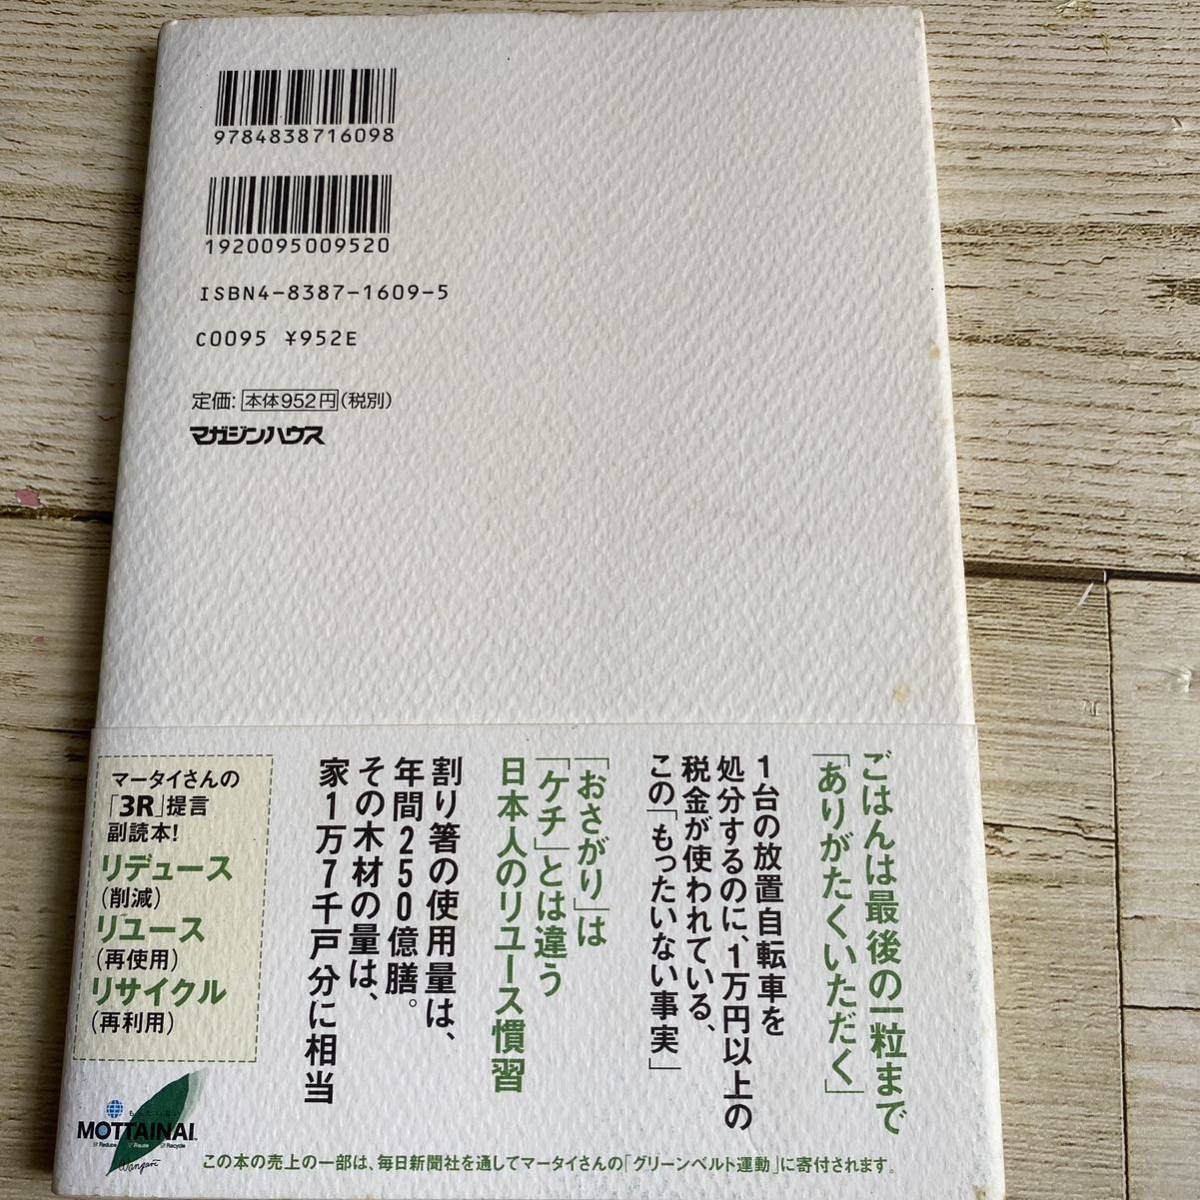 9784838716098
1920095009520
ISBN4-8387-1609-5
C0095 ¥952E
定価: 本体952円(税別)
マガジンハウス
ごはんは最後の一粒まで
「ありがたくいただく」
1台の放置自転車を
処分するのに、1万円以上の
税金が使われている、
この「もったいない事実」
「おさがり」は
「ケチ」とは違う
日本人のリユース慣習
割り箸の使用量は、
年間250億膳。
その木材の量は、
家1万7千戸分に相当
マータイさんの
「3R」提言
副読本!
リデュース
(削減)
リユース
(再使用)
リサイクル
(再利用)
もったいない
MOTTAINAI
Reduce Reuse Recycle
Wangari
この本の売上の一部は、毎日新聞社を通してマータイさんの「グリーンベルト運動」に寄付されます。